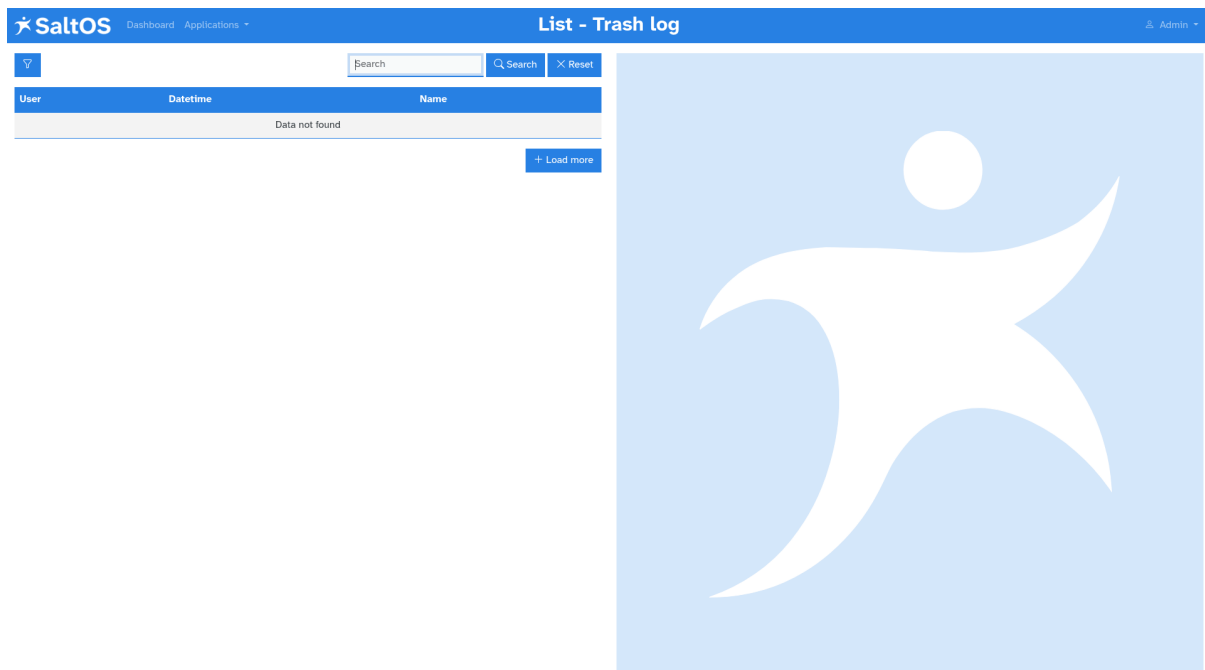 SaltOS Dashboard Applications List - Trash log Admin
Search Search Reset
User Datetime Name
Data not found
+ Load more